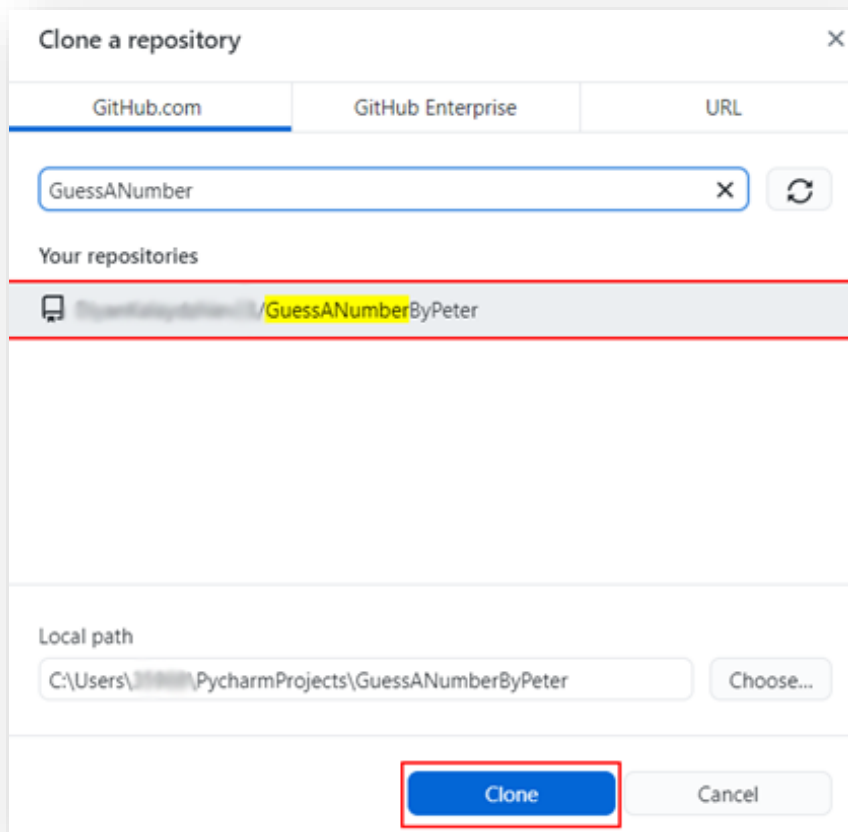 Clone a repository
GitHub.com GitHub Enterprise URL
GuessANumber
Your repositories
/GuessANumberByPeter
Local path
C:\Users\ \PycharmProjects\GuessANumberByPeter Choose...
Clone Cancel